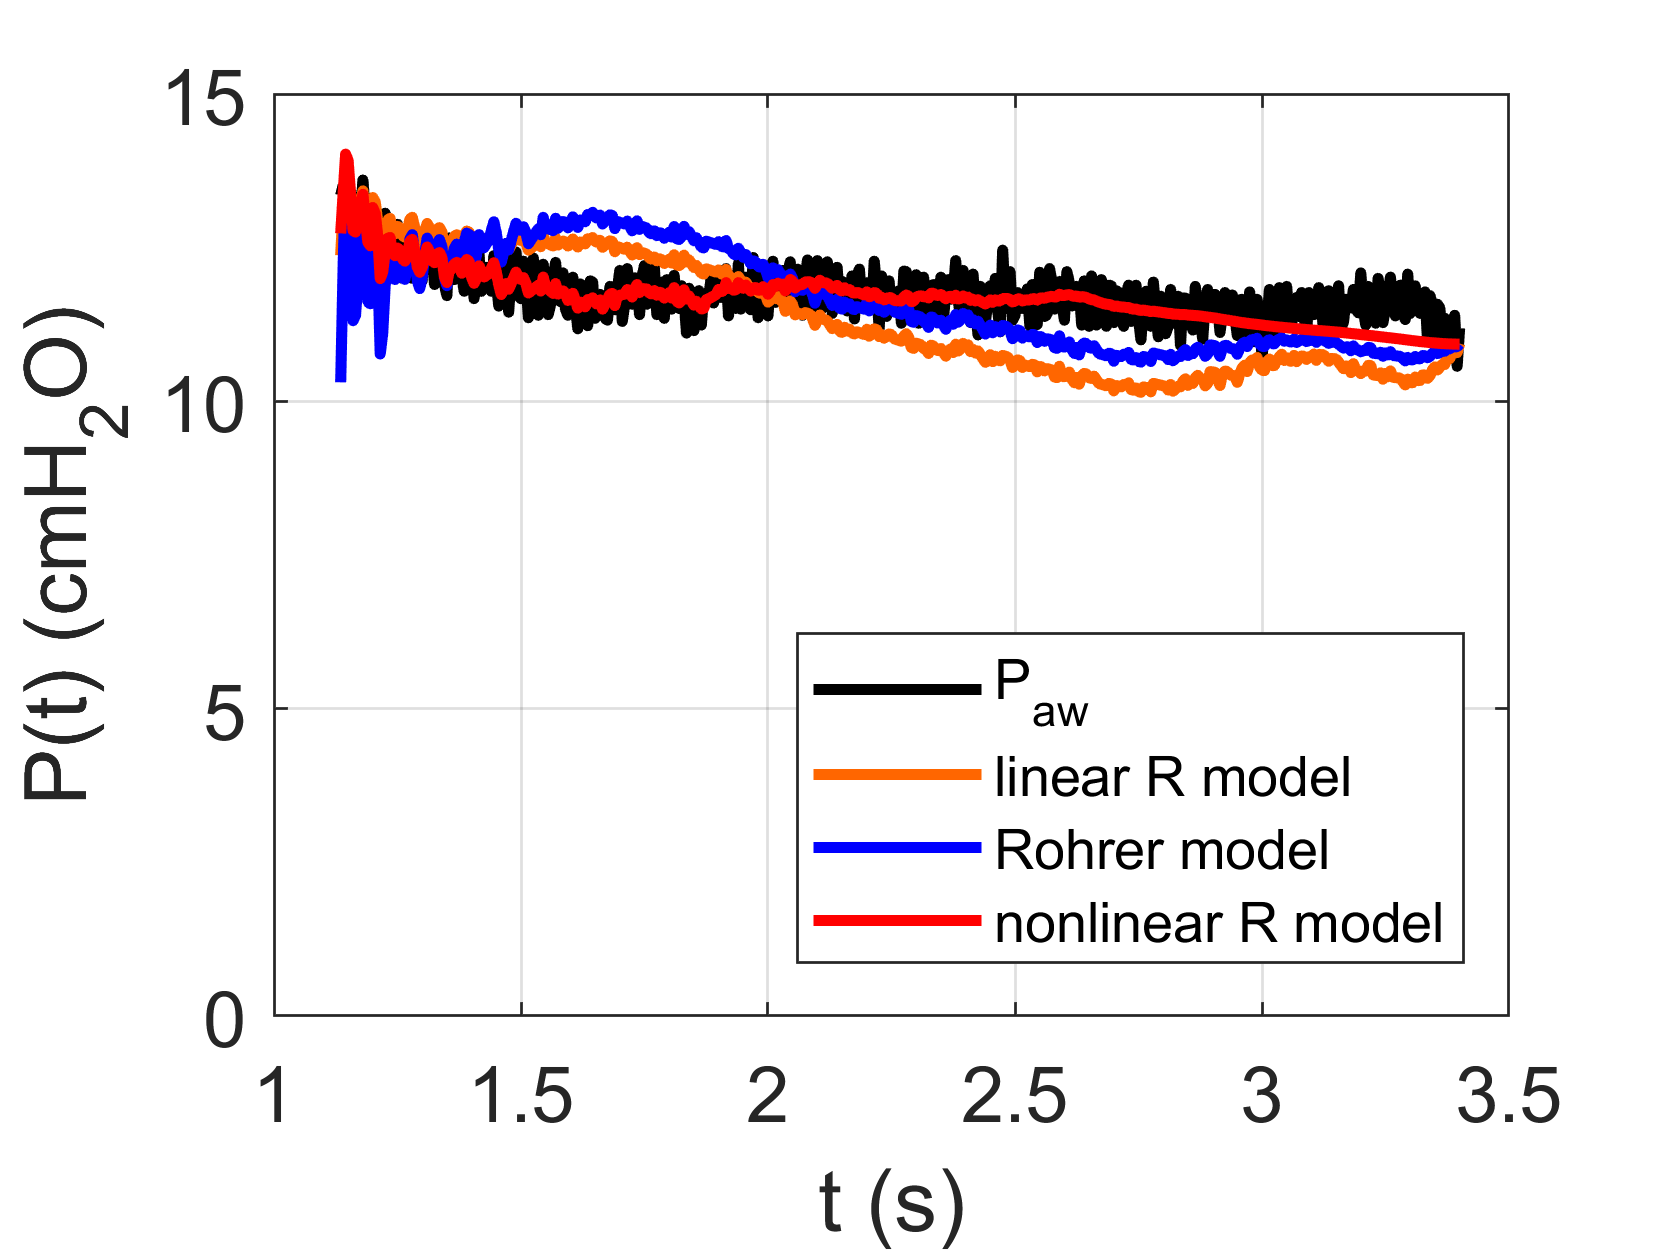 P(t) (cmH2O)
15
10
5
0
1 1.5 2 2.5 3 3.5
t (s)
Paw
linear R model
Rohrer model
nonlinear R model